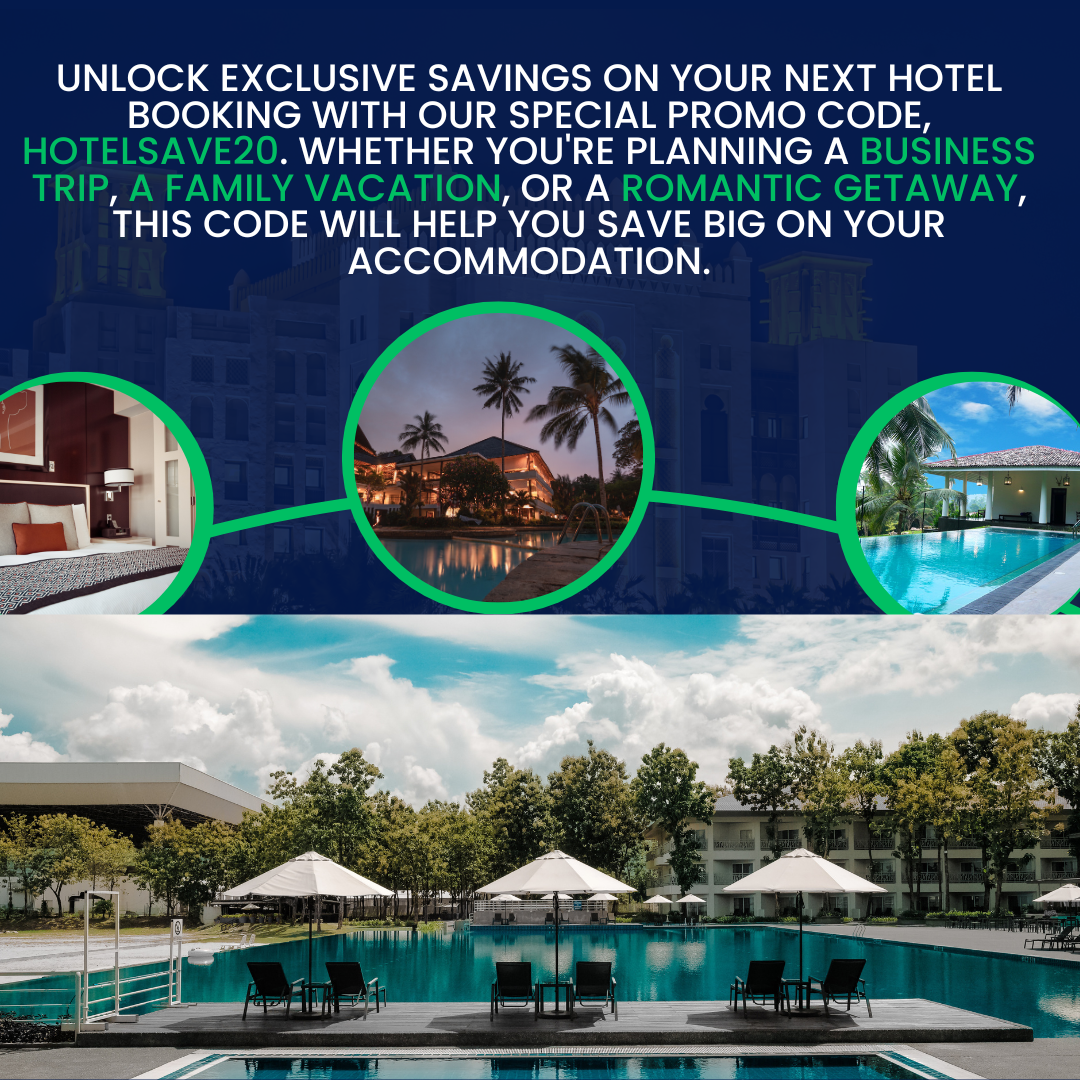 UNLOCK EXCLUSIVE SAVINGS ON YOUR NEXT HOTEL
BOOKING WITH OUR SPECIAL PROMO CODE,
HOTELSAVE20. WHETHER YOU'RE PLANNING A BUSINESS
TRIP, A FAMILY VACATION, OR A ROMANTIC GETAWAY,
THIS CODE WILL HELP YOU SAVE BIG ON YOUR
ACCOMMODATION.